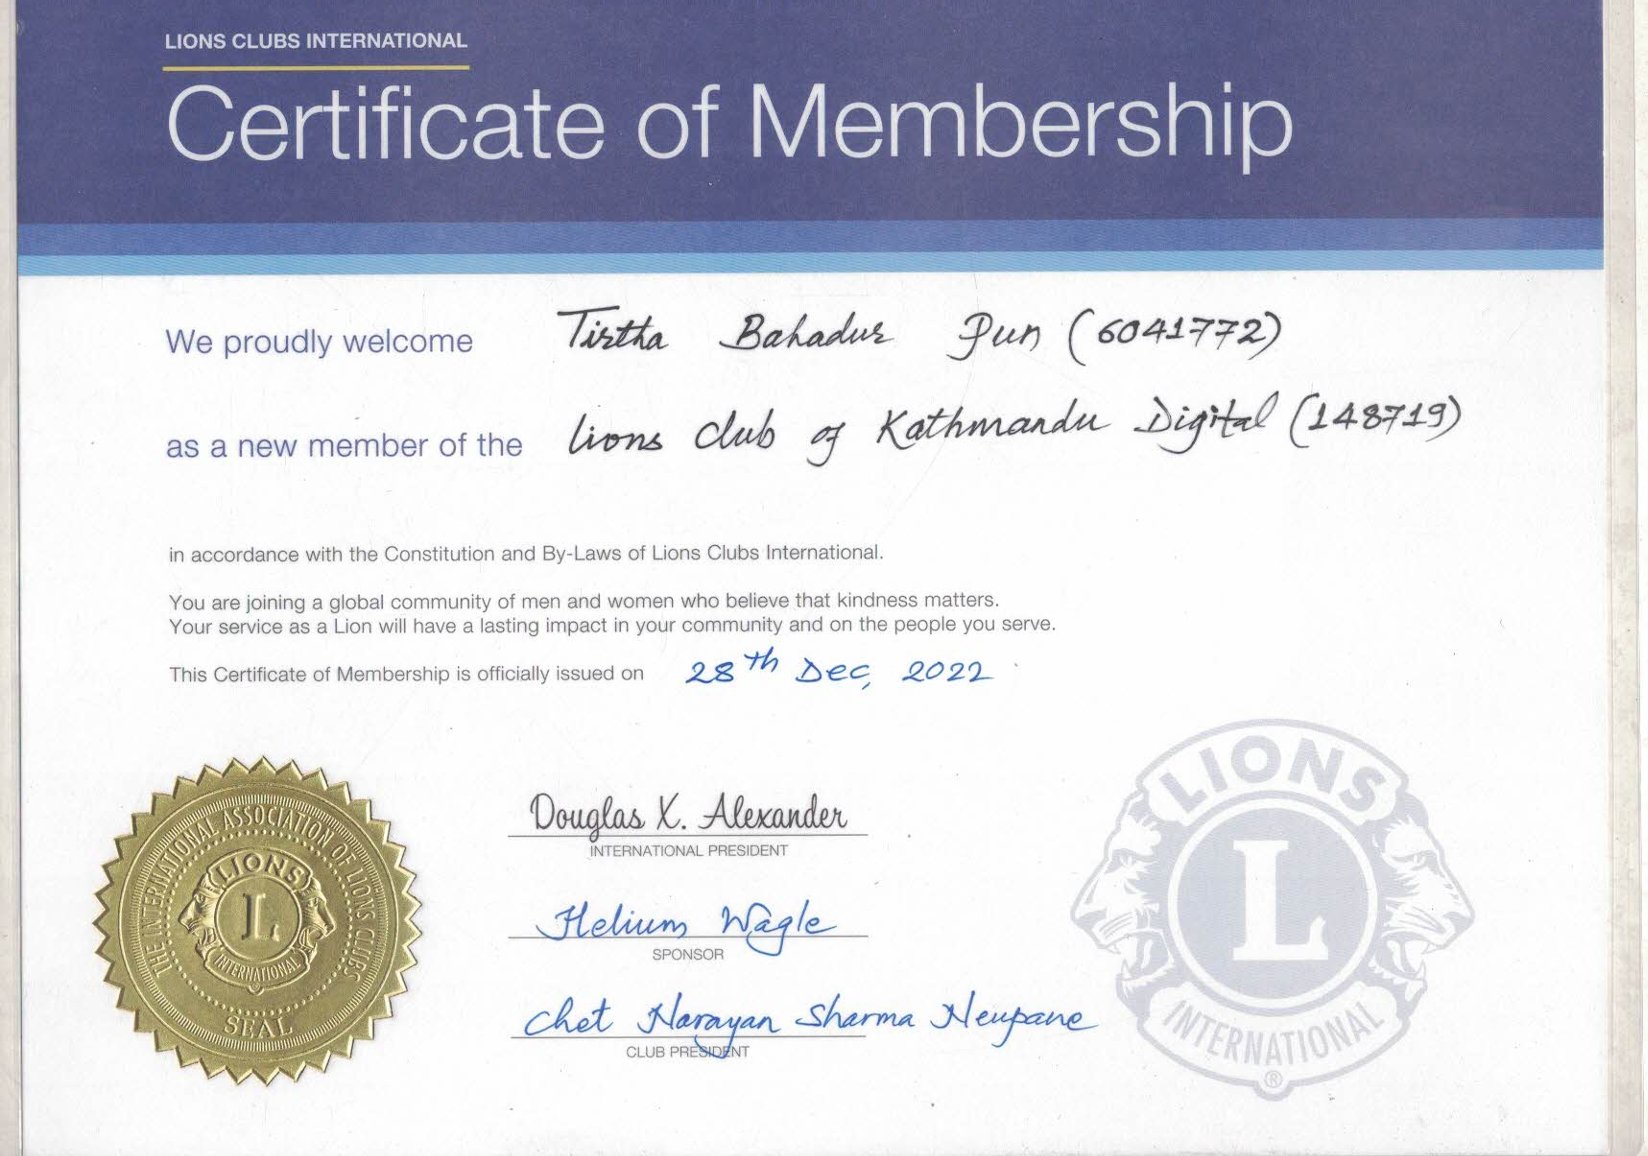 LIONS CLUBS INTERNATIONAL
Certificate of Membership
We proudly welcome Tirtha Bahadur Pun (6041772)
as a new member of the lions club of Kathmandu Digital (148719)
in accordance with the Constitution and By-Laws of Lions Clubs International.
You are joining a global community of men and women who believe that kindness matters.
Your service as a Lion will have a lasting impact in your community and on the people you serve.
This Certificate of Membership is officially issued on 28th Dec, 2022
THE INTERNATIONAL ASSOCIATION OF LIONS CLUBS
LIONS
L
INTERNATIONAL
SEAL
Douglas X. Alexander
INTERNATIONAL PRESIDENT
Helium Wagle
SPONSOR
Chet Narayan Sharma Neupane
CLUB PRESIDENT
LIONS
L
INTERNATIONAL
®